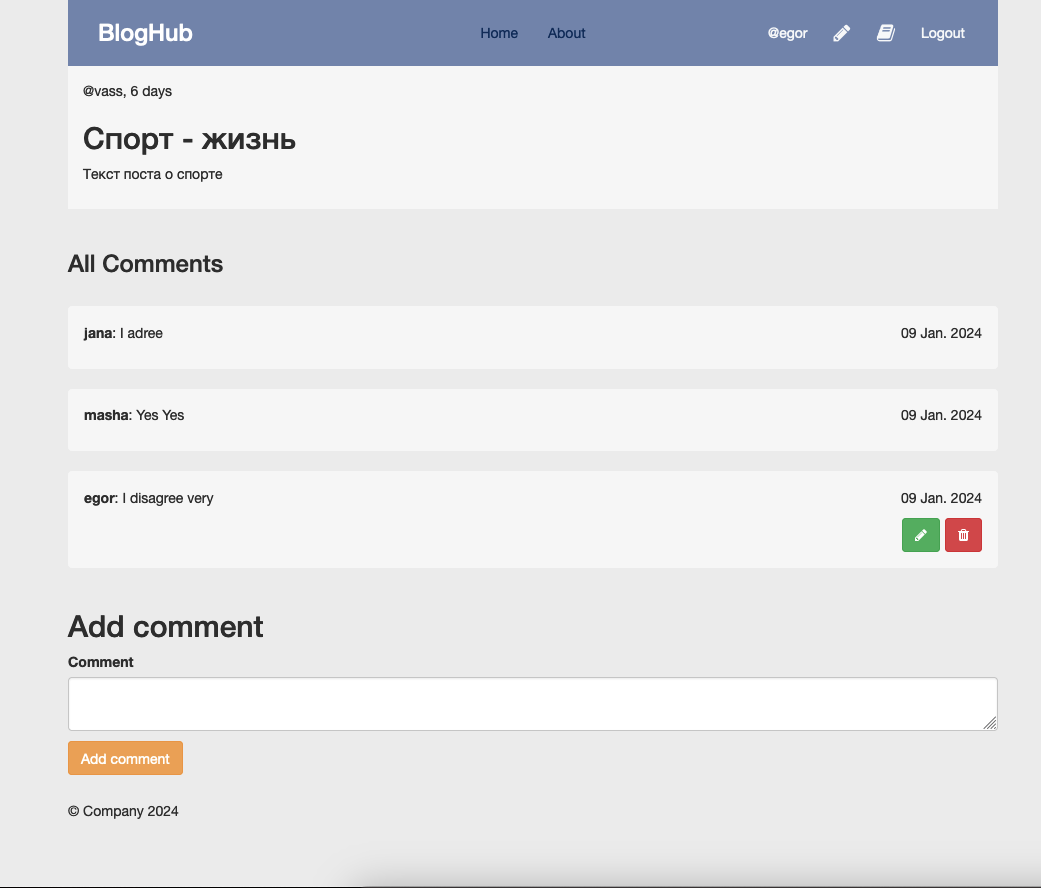 BlogHub Home About @egor Logout
@vass, 6 days
Спорт - жизнь
Текст поста о спорте
All Comments
jana: I adree 09 Jan. 2024
masha: Yes Yes 09 Jan. 2024
egor: I disagree very 09 Jan. 2024
Add comment
Comment
Add comment
© Company 2024